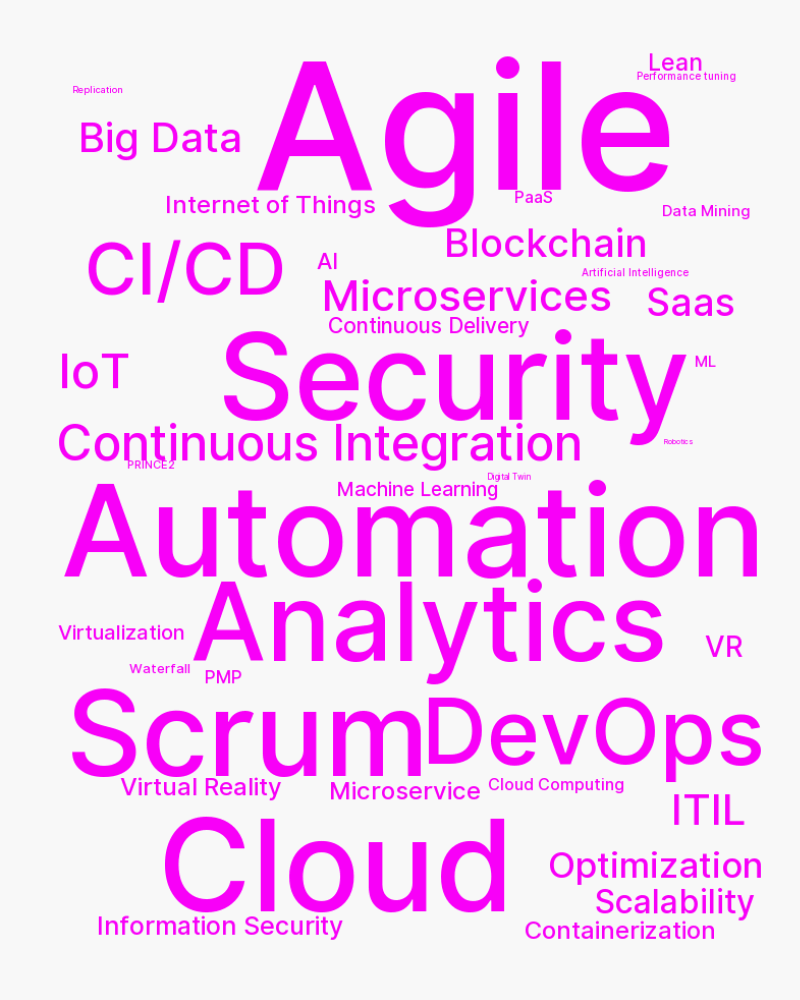 Agile
Lean
Performance tuning
Replication
Big Data
Internet of Things
PaaS
Data Mining
Blockchain
CI/CD
AI
Artificial Intelligence
Microservices
Saas
Continuous Delivery
IoT
Security
ML
Continuous Integration
Robotics
PRINCE2
Digital Twin
Machine Learning
Automation
Analytics
Virtualization
VR
Waterfall
PMP
Scrum
DevOps
Virtual Reality
Microservice
Cloud Computing
ITIL
Cloud
Optimization
Scalability
Information Security
Containerization